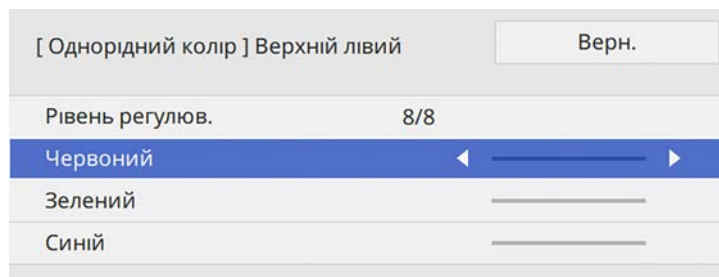 [ Однорідний колір ] Верхній лівий
Верн.
Рівень регулюв. 8/8
Червоний
Зелений
Синій